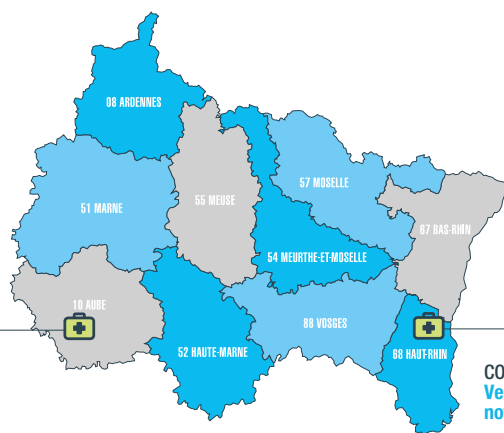 08 ARDENNES
57 MOSELLE
51 MARNE
55 MEUSE
67 BAS-RHIN
54 MEURTHE-ET-MOSELLE
10 AUBE
88 VOSGES
52 HAUTE-MARNE
68 HAUT-RHIN
CO
Ve
no